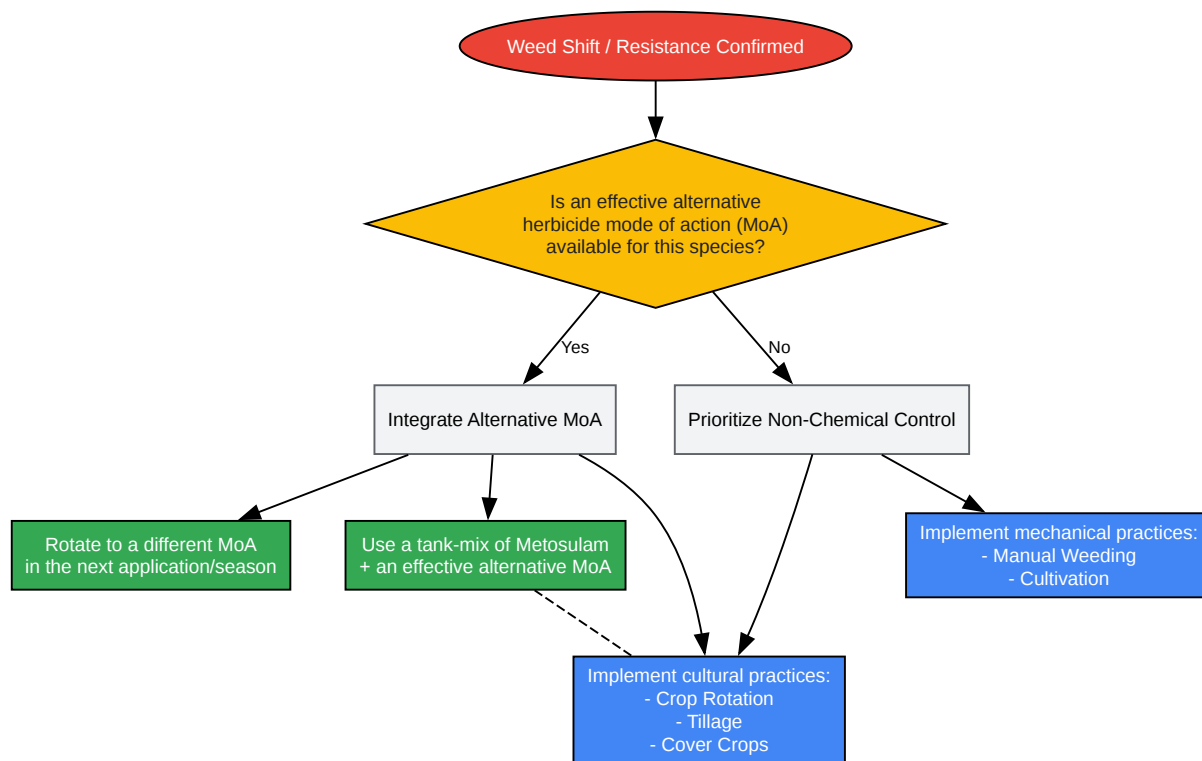 Weed Shift / Resistance Confirmed
Is an effective alternative
herbicide mode of action (MoA)
available for this species?
Yes
No
Integrate Alternative MoA
Prioritize Non-Chemical Control
Rotate to a different MoA
in the next application/season
Use a tank-mix of Metosulam
+ an effective alternative MoA
Implement mechanical practices:
- Manual Weeding
- Cultivation
Implement cultural practices:
- Crop Rotation
- Tillage
- Cover Crops